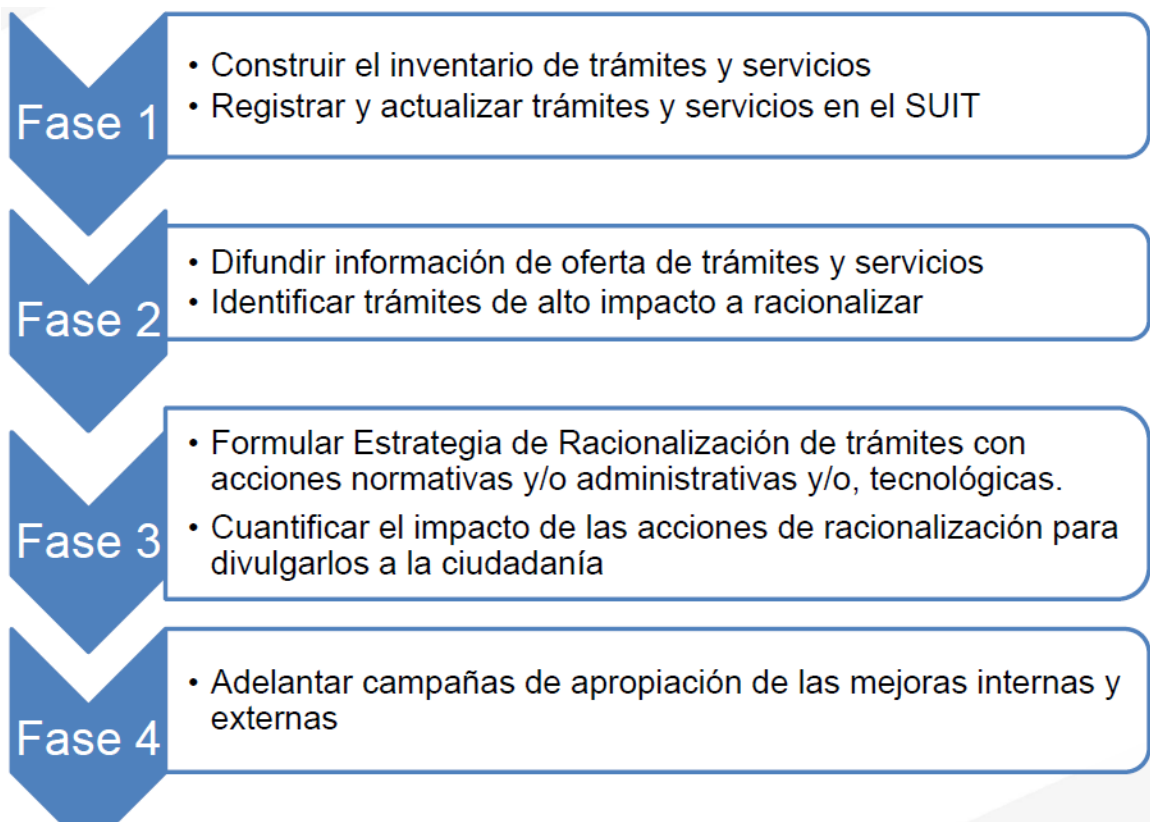 Fase 1
• Construir el inventario de trámites y servicios
• Registrar y actualizar trámites y servicios en el SUIT
Fase 2
• Difundir información de oferta de trámites y servicios
• Identificar trámites de alto impacto a racionalizar
Fase 3
• Formular Estrategia de Racionalización de trámites con
acciones normativas y/o administrativas y/o, tecnológicas.
• Cuantificar el impacto de las acciones de racionalización para
divulgarlos a la ciudadanía
Fase 4
• Adelantar campañas de apropiación de las mejoras internas y
externas